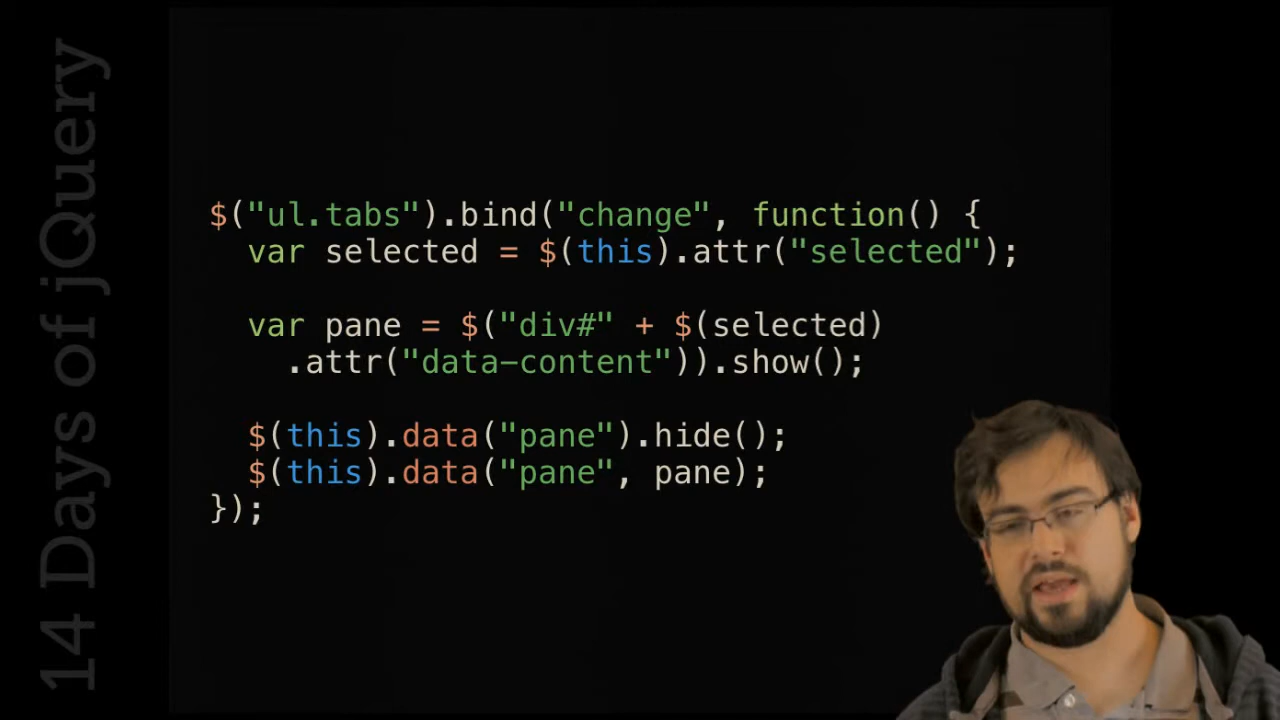 14 Days of jQuery
$("ul.tabs").bind("change", function() {
  var selected = $(this).attr("selected");
  var pane = $("div#" + $(selected)
    .attr("data-content")).show();
  $(this).data("pane").hide();
  $(this).data("pane", pane);
});